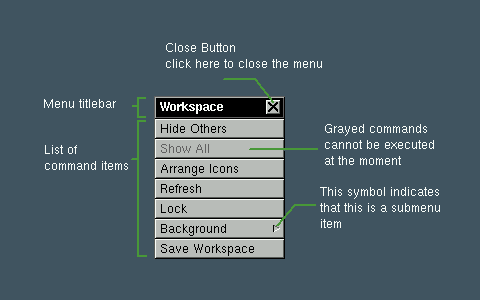 Close Button
click here to close the menu
Menu titlebar
Workspace
Hide Others
Show All
Arrange Icons
Refresh
Lock
Background
Save Workspace
List of
command items
Grayed commands
cannot be executed
at the moment
This symbol indicates
that this is a submenu
item